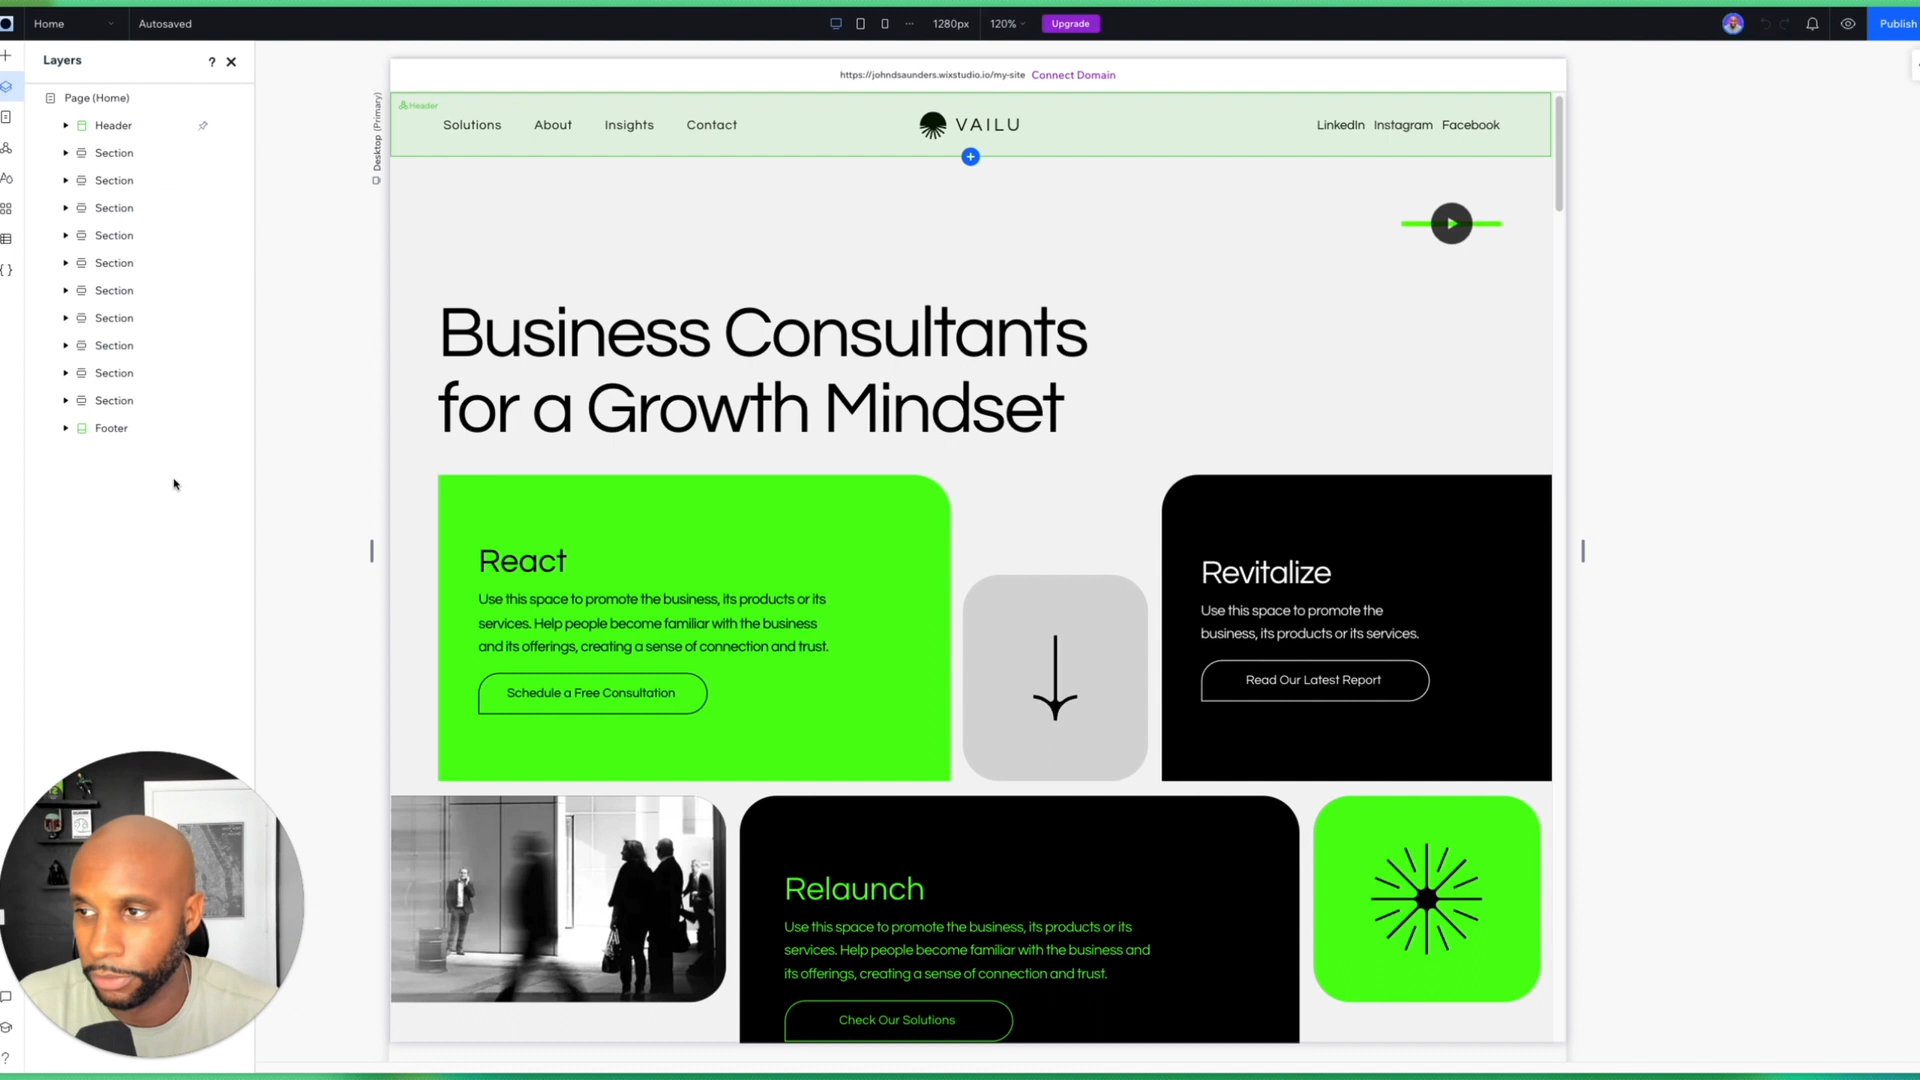 Home
Autosaved
1280px
120%
Upgrade
Publish
Layers
?
Page (Home)
Header
Section
Section
Section
Section
Section
Section
Section
Section
Section
Section
Footer
https://johndsaunders.wixstudio.io/my-site Connect Domain
Desktop (Primary)
Header
Solutions About Insights Contact
VAILU
LinkedIn Instagram Facebook
Business Consultants
for a Growth Mindset
React
Use this space to promote the business, its products or its
services. Help people become familiar with the business
and its offerings, creating a sense of connection and trust.
Schedule a Free Consultation
Revitalize
Use this space to promote the
business, its products or its services.
Read Our Latest Report
Relaunch
Use this space to promote the business, its products or its
services. Help people become familiar with the business and
its offerings, creating a sense of connection and trust.
Check Our Solutions